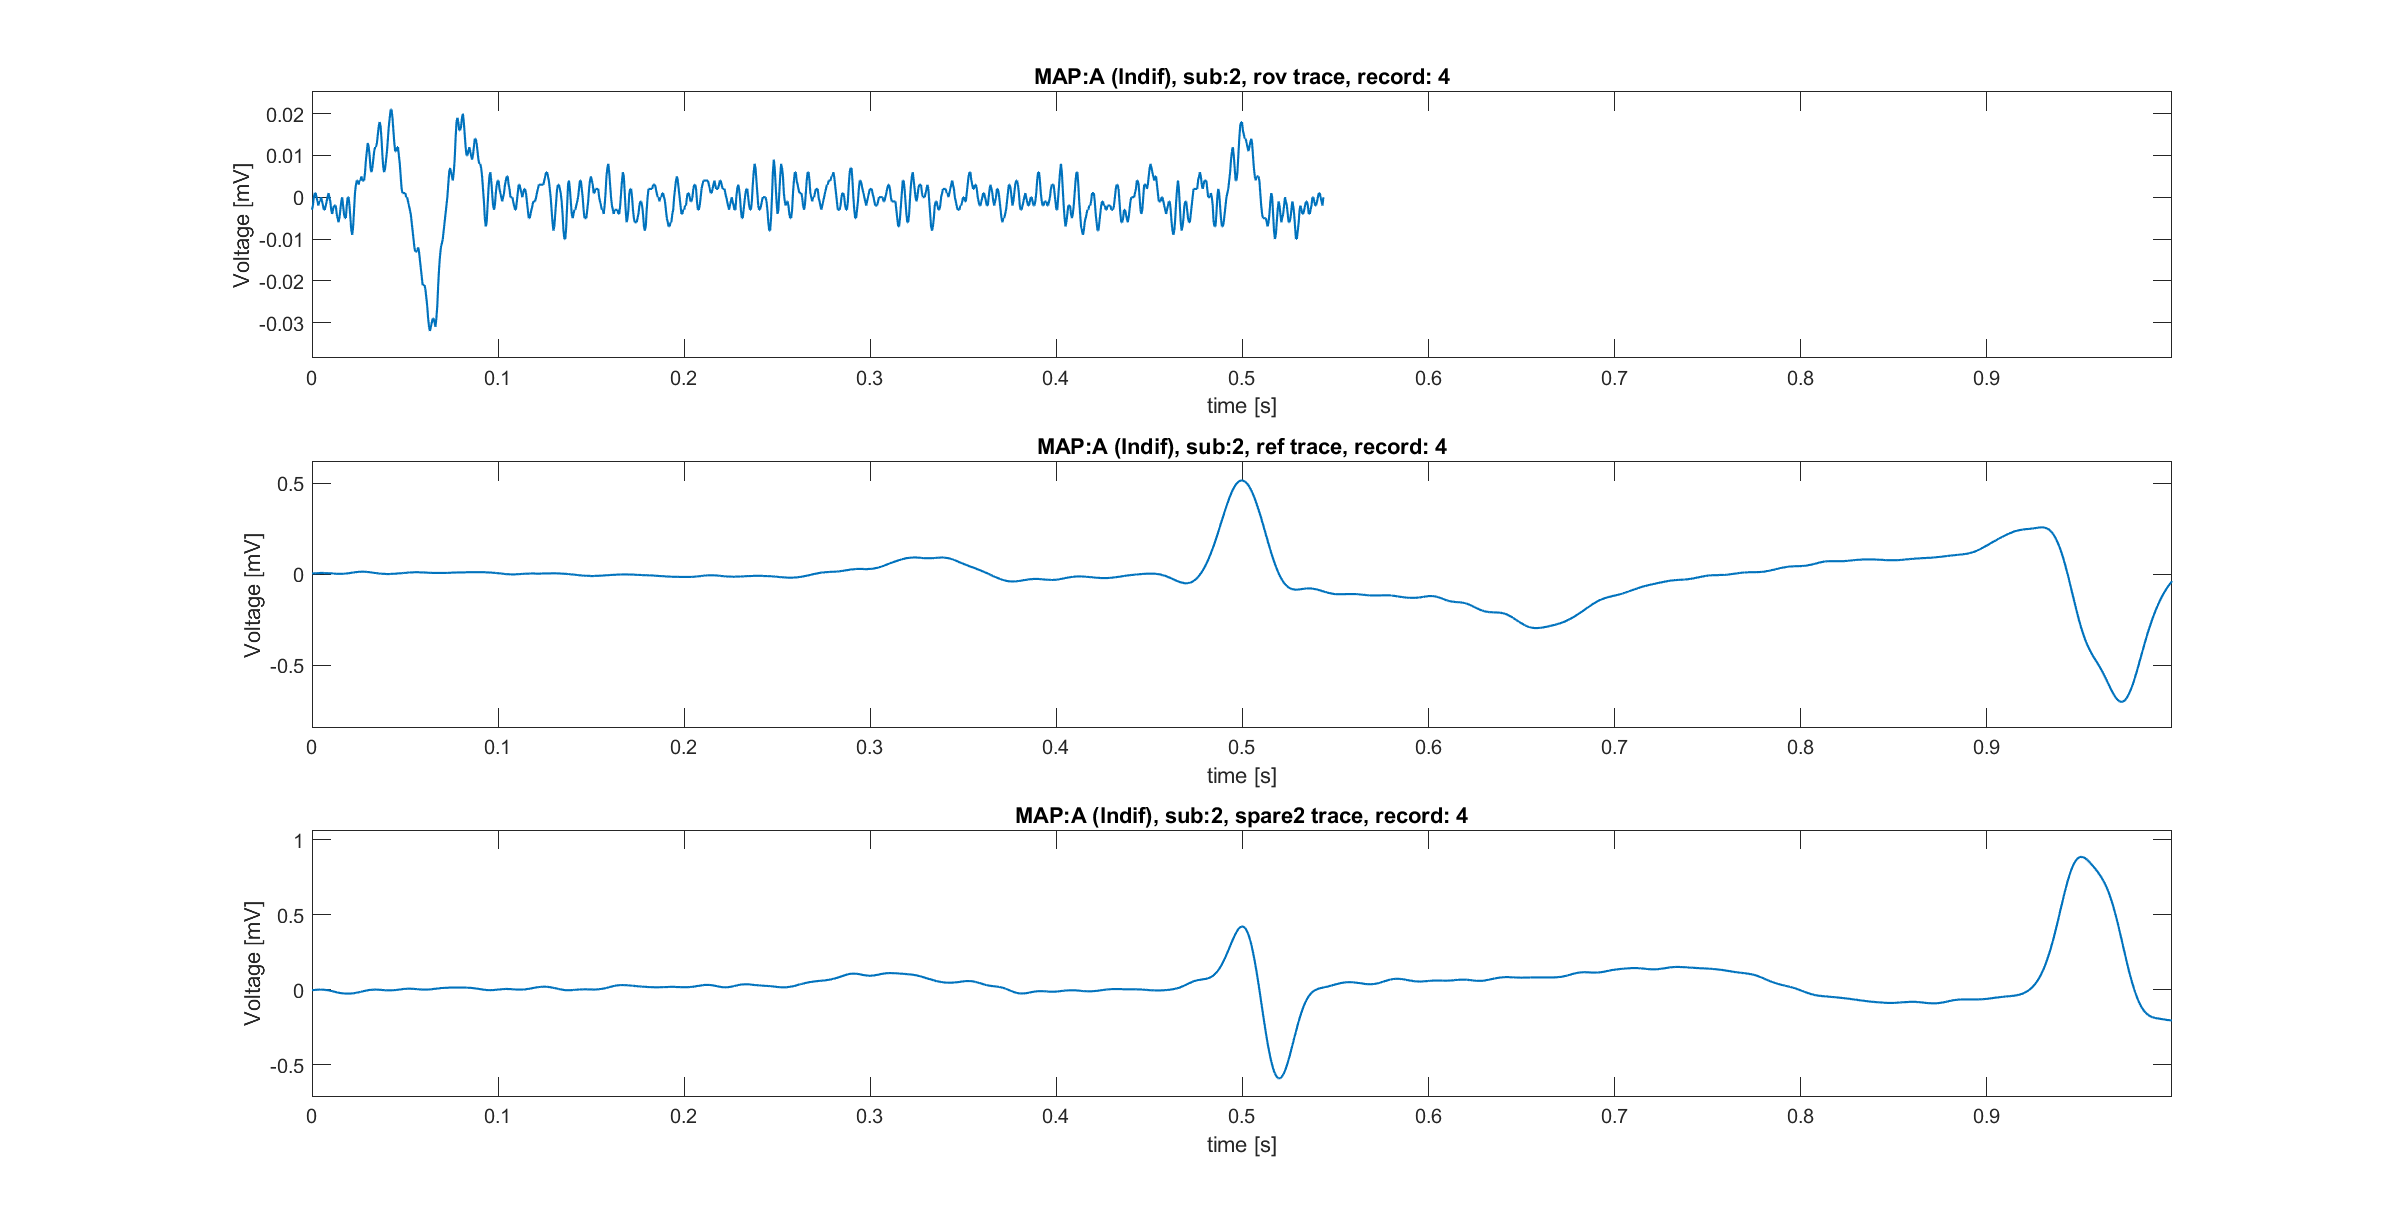 MAP:A (Indif), sub:2, rov trace, record: 4
0.02
0.01
0
-0.01
-0.02
-0.03
Voltage [mV]
0 0.1 0.2 0.3 0.4 0.5 0.6 0.7 0.8 0.9
time [s]
MAP:A (Indif), sub:2, ref trace, record: 4
0.5
0
-0.5
Voltage [mV]
0 0.1 0.2 0.3 0.4 0.5 0.6 0.7 0.8 0.9
time [s]
MAP:A (Indif), sub:2, spare2 trace, record: 4
1
0.5
0
-0.5
Voltage [mV]
0 0.1 0.2 0.3 0.4 0.5 0.6 0.7 0.8 0.9
time [s]